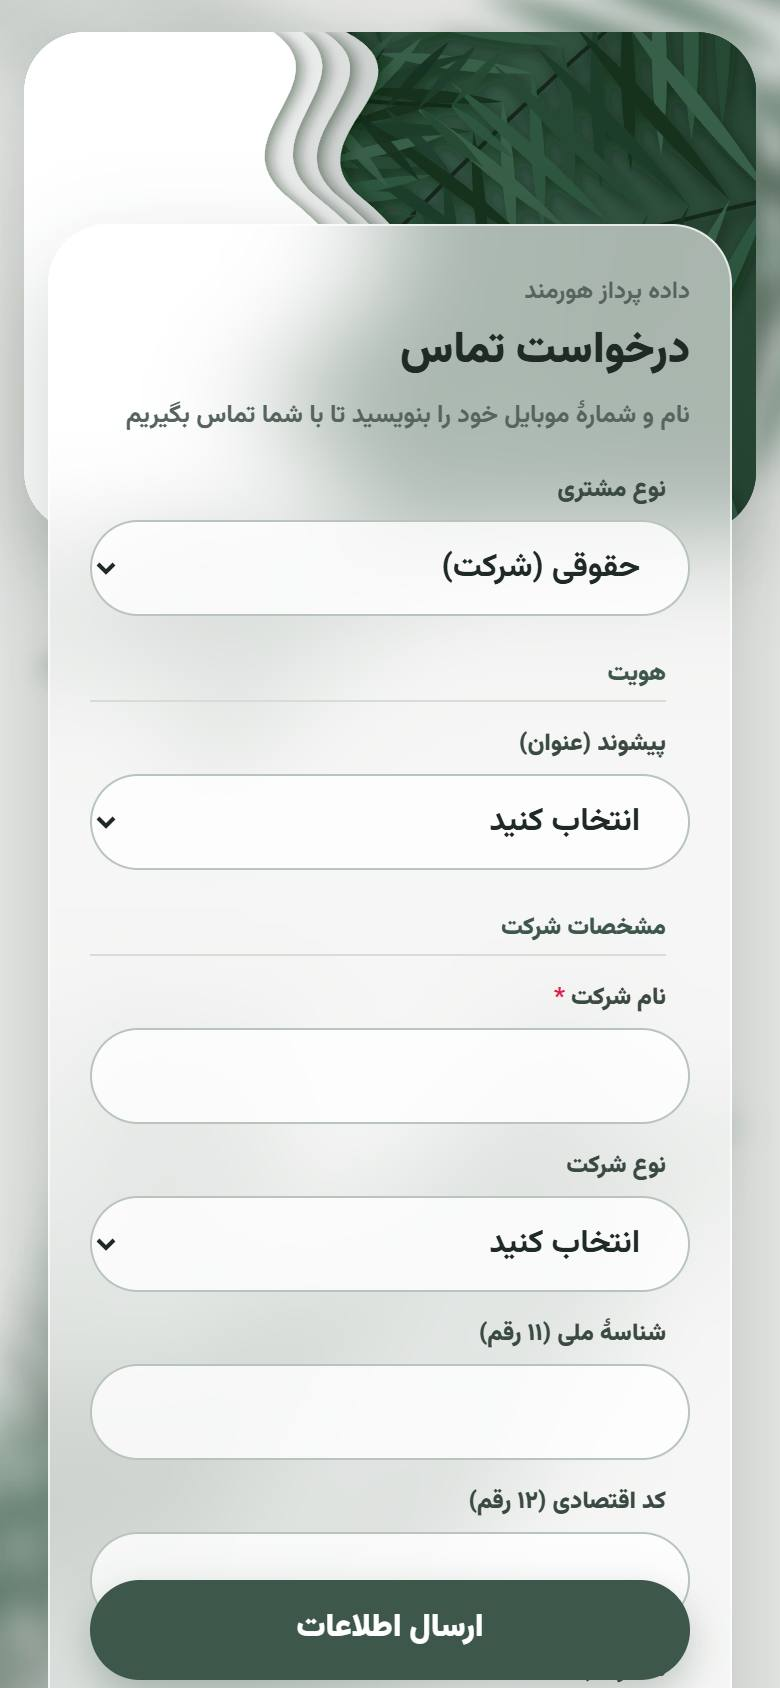 داده پرداز هورمند
درخواست تماس
نام و شمارهٔ موبایل خود را بنویسید تا با شما تماس بگیریم
نوع مشتری
حقوقی (شرکت)
هویت
پیشوند (عنوان)
انتخاب کنید
مشخصات شرکت
نام شرکت *
نوع شرکت
انتخاب کنید
شناسهٔ ملی (۱۱ رقم)
کد اقتصادی (۱۲ رقم)
ارسال اطلاعات